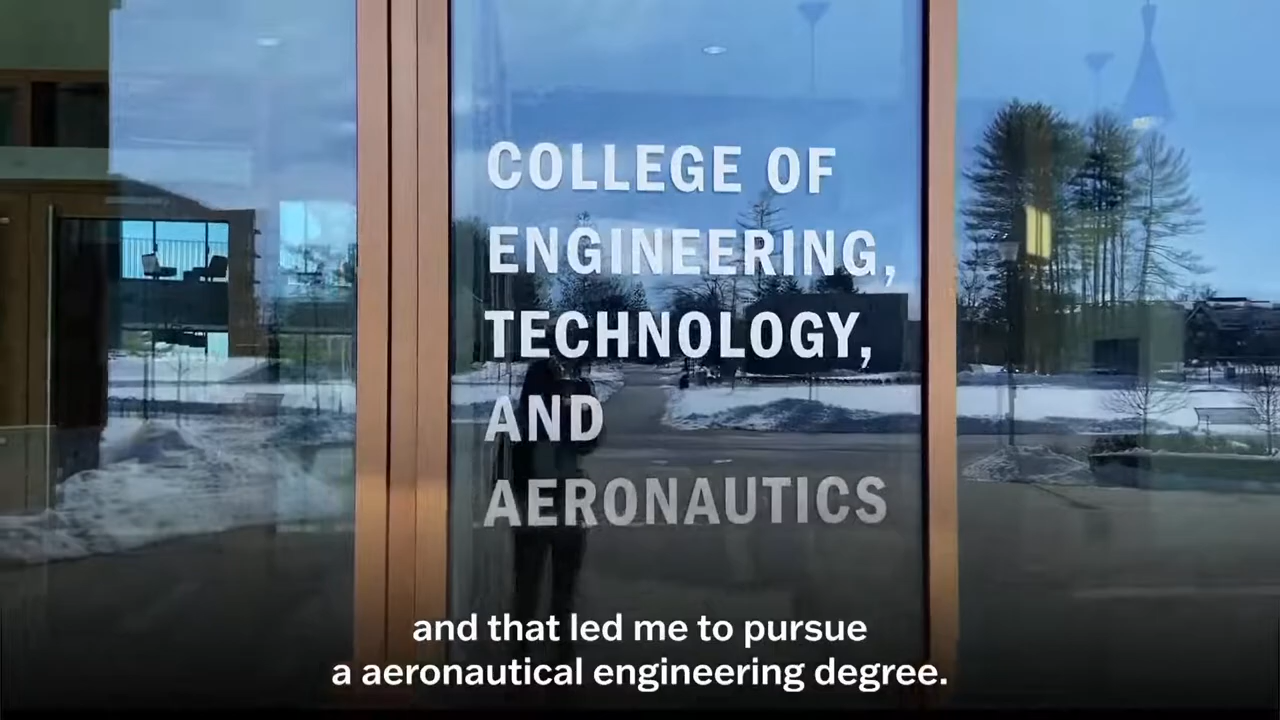 COLLEGE OF
ENGINEERING,
TECHNOLOGY,
AND
AERONAUTICS
and that led me to pursue
a aeronautical engineering degree.